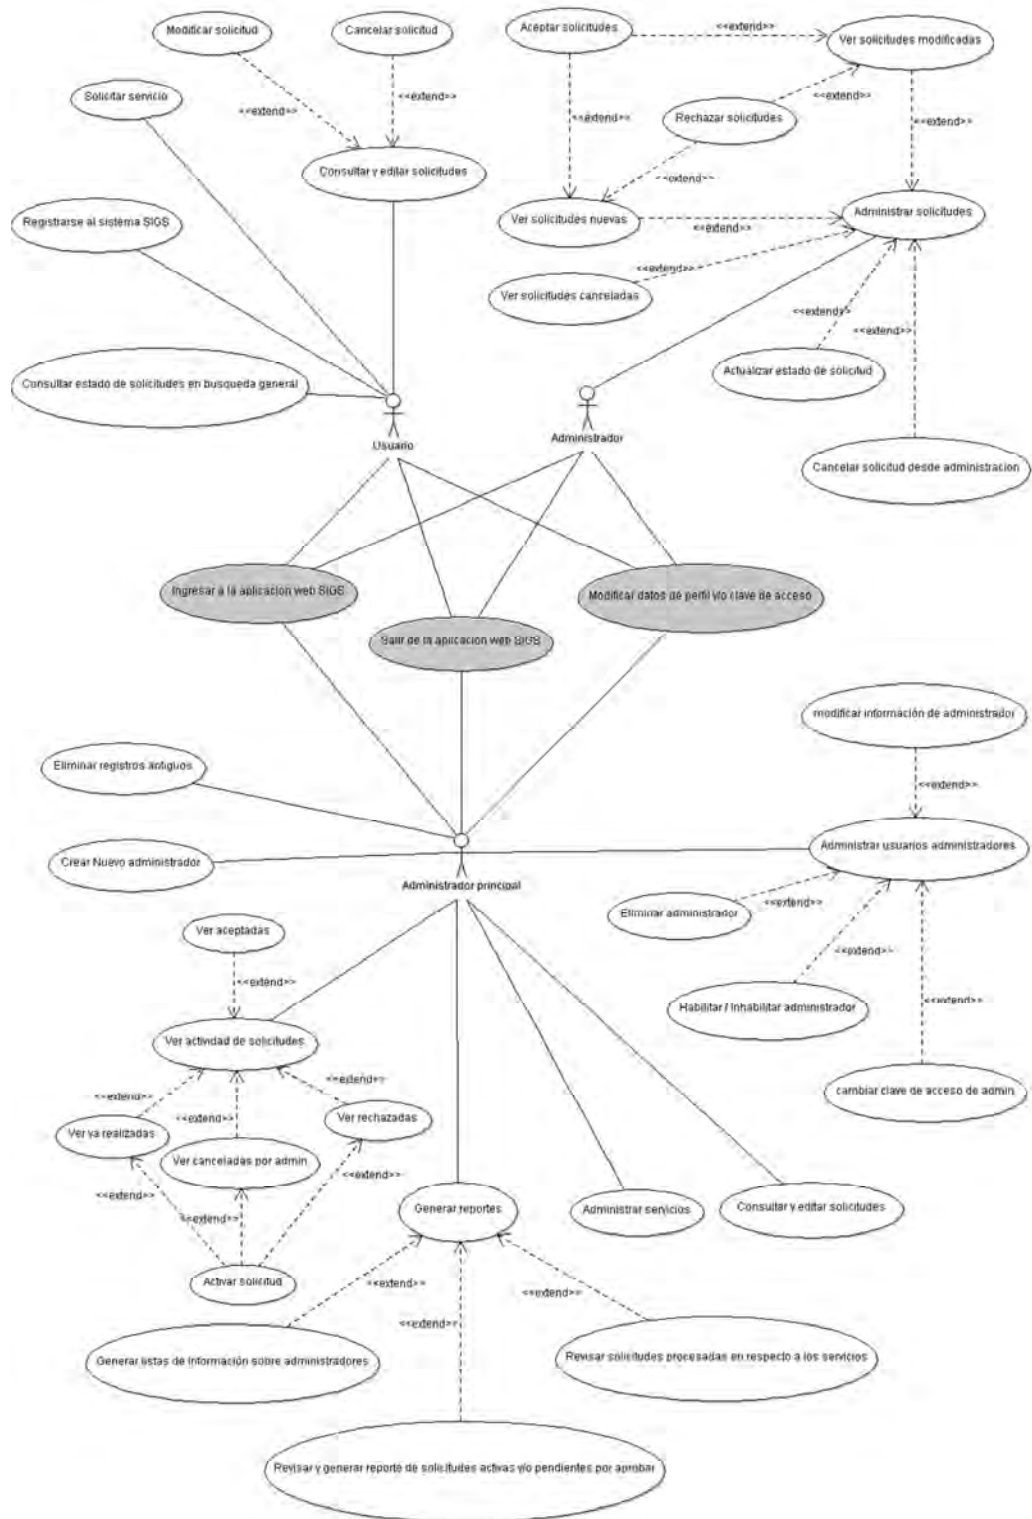 Modificar solicitud
Cancelar solicitud
Aceptar solicitudes
<<extend>>
Ver solicitudes modificadas
Solicitar servicio
<<extend>>
<<extend>>
Rechazar solicitudes
<<extend>>
<<extend>>
<<extend>>
Consultar y editar solicitudes
<<extend>>
Registrarse al sistema SIGS
Ver solicitudes nuevas
Administrar solicitudes
<<extend>>
<<extend>>
Ver solicitudes canceladas
<<extend>>
<<extend>>
Consultar estado de solicitudes en busqueda general
Actualizar estado de solicitud
Usuario
Administrador
Cancelar solicitud desde administracion
Ingresar a la aplicacion web SIGS
Modificar datos de perfil y/o clave de acceso
Salir de la aplicacion web SIGS
modificar información de administrador
Eliminar registros antiguos
<<extend>>
Crear Nuevo administrador
Administrar usuarios administradores
Administrador principal
Eliminar administrador
<<extend>>
Ver aceptadas
<<extend>>
<<extend>>
Habilitar / Inhabilitar administrador
Ver actividad de solicitudes
<<extend>>
<<extend>>
<<extend>>
cambiar clave de acceso de admin
Ver ya realizadas
<<extend>>
Ver rechazadas
Ver canceladas por admin
<<extend>>
<<extend>>
<<extend>>
Generar reportes
Administrar servicios
Consultar y editar solicitudes
Activar solicitud
<<extend>>
<<extend>>
<<extend>>
Generar listas de Información sobre administradores
Revisar solicitudes procesadas en respecto a los servicios
Revisar y generar reporte de solicitudes activas y/o pendientes por aprobar